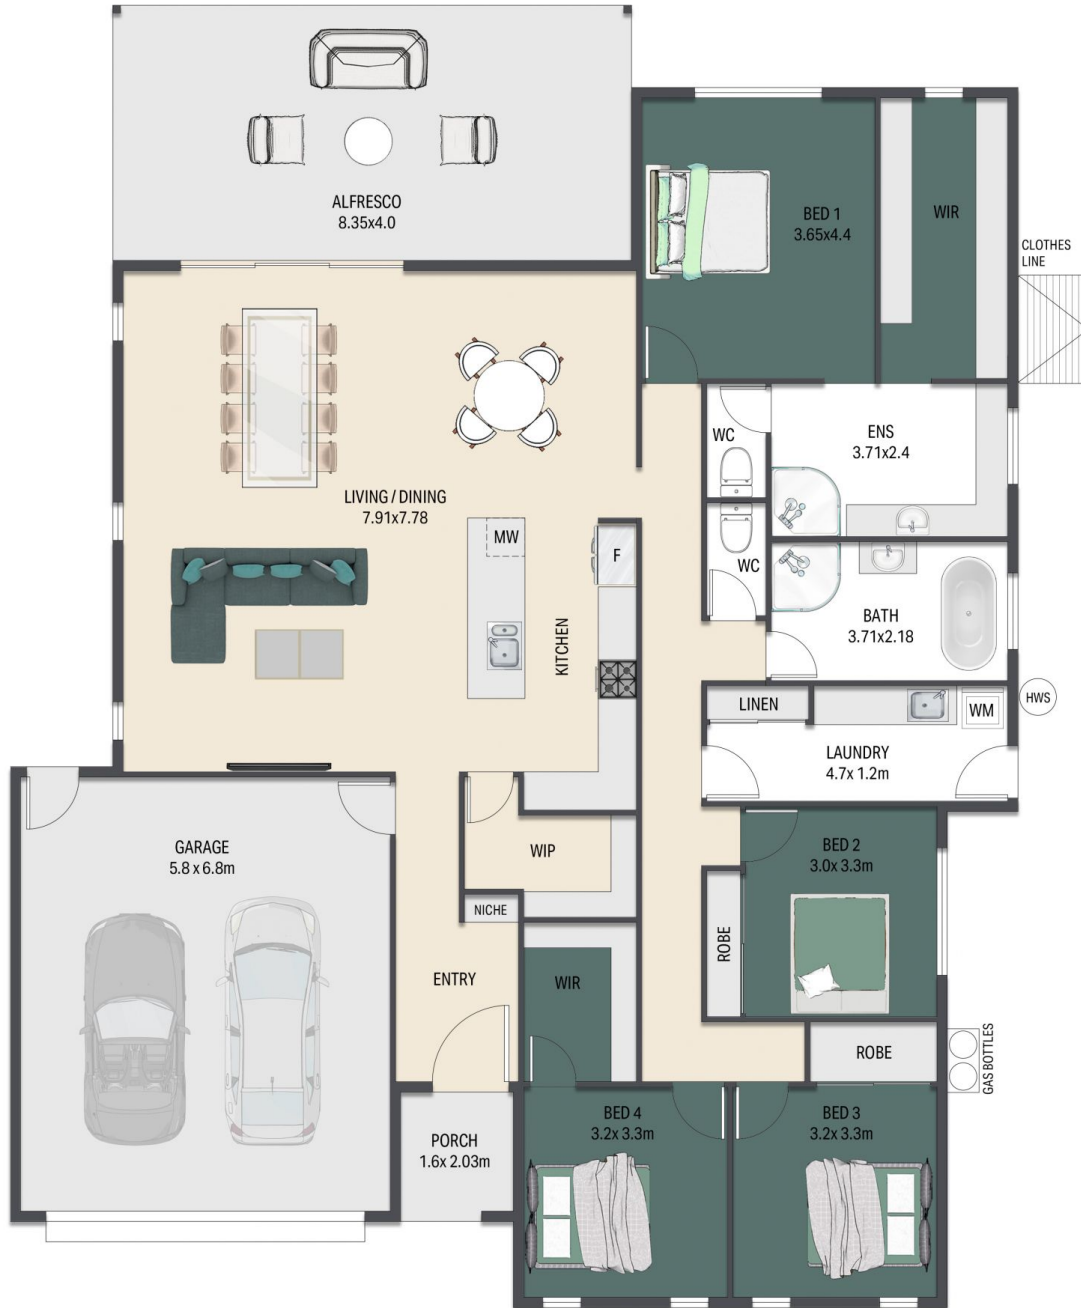 ALFRESCO
8.35x4.0
BED 1
3.65x4.4
WIR
CLOTHES
LINE
WC
ENS
3.71x2.4
LIVING / DINING
7.91x7.78
MW
F
WC
KITCHEN
BATH
3.71x2.18
LINEN
WM
HWS
LAUNDRY
4.7x 1.2m
GARAGE
5.8 x 6.8m
WIP
BED 2
3.0x 3.3m
NICHE
ROBE
ENTRY
WIR
ROBE
GAS BOTTLES
PORCH
1.6x 2.03m
BED 4
3.2x 3.3m
BED 3
3.2x 3.3m